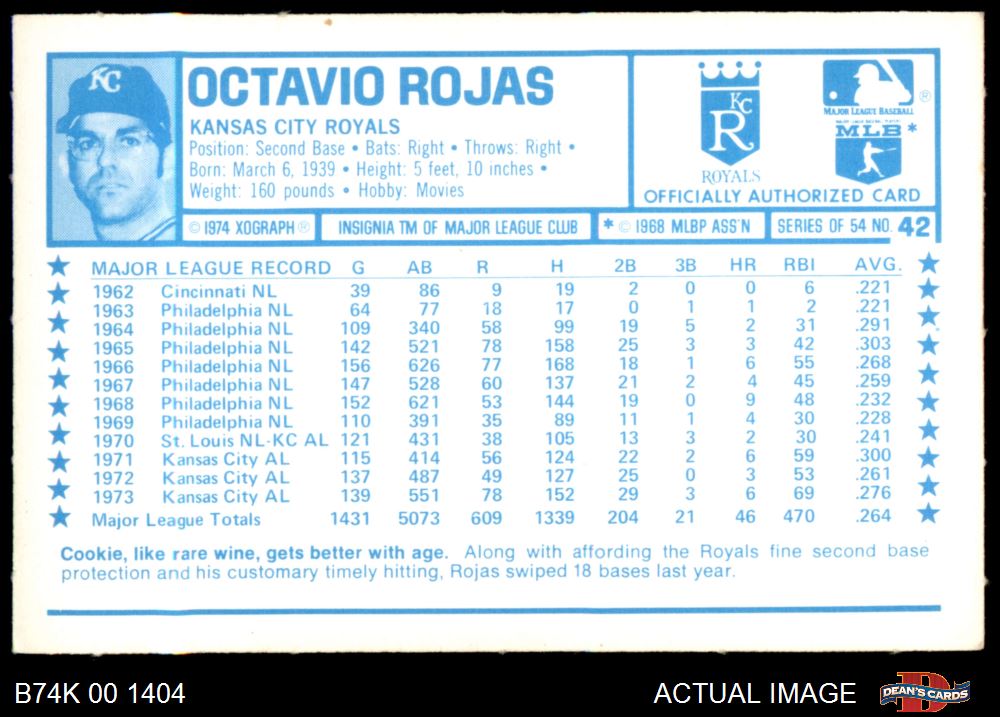 OCTAVIO ROJAS
KANSAS CITY ROYALS
Position: Second Base • Bats: Right • Throws: Right •
Born: March 6, 1939 • Height: 5 feet, 10 inches •
Weight: 160 pounds • Hobby: Movies
KC
KC
R
ROYALS
®
MAJOR LEAGUE BASEBALL
MLB *
OFFICIALLY AUTHORIZED CARD
© 1974 XOGRAPH ® INSIGNIA TM OF MAJOR LEAGUE CLUB * © 1968 MLBP ASS'N SERIES OF 54 NO. 42
MAJOR LEAGUE RECORD G AB R H 2B 3B HR RBI AVG.
1962 Cincinnati NL 39 86 9 19 2 0 0 6 .221
1963 Philadelphia NL 64 77 18 17 0 1 1 2 .221
1964 Philadelphia NL 109 340 58 99 19 5 2 31 .291
1965 Philadelphia NL 142 521 78 158 25 3 3 42 .303
1966 Philadelphia NL 156 626 77 168 18 1 6 55 .268
1967 Philadelphia NL 147 528 60 137 21 2 4 45 .259
1968 Philadelphia NL 152 621 53 144 19 0 9 48 .232
1969 Philadelphia NL 110 391 35 89 11 1 4 30 .228
1970 St. Louis NL-KC AL 121 431 38 105 13 3 2 30 .241
1971 Kansas City AL 115 414 56 124 22 2 6 59 .300
1972 Kansas City AL 137 487 49 127 25 0 3 53 .261
1973 Kansas City AL 139 551 78 152 29 3 6 69 .276
Major League Totals 1431 5073 609 1339 204 21 46 470 .264
Cookie, like rare wine, gets better with age. Along with affording the Royals fine second base
protection and his customary timely hitting, Rojas swiped 18 bases last year.
B74K 00 1404 ACTUAL IMAGE
DEAN'S CARDS